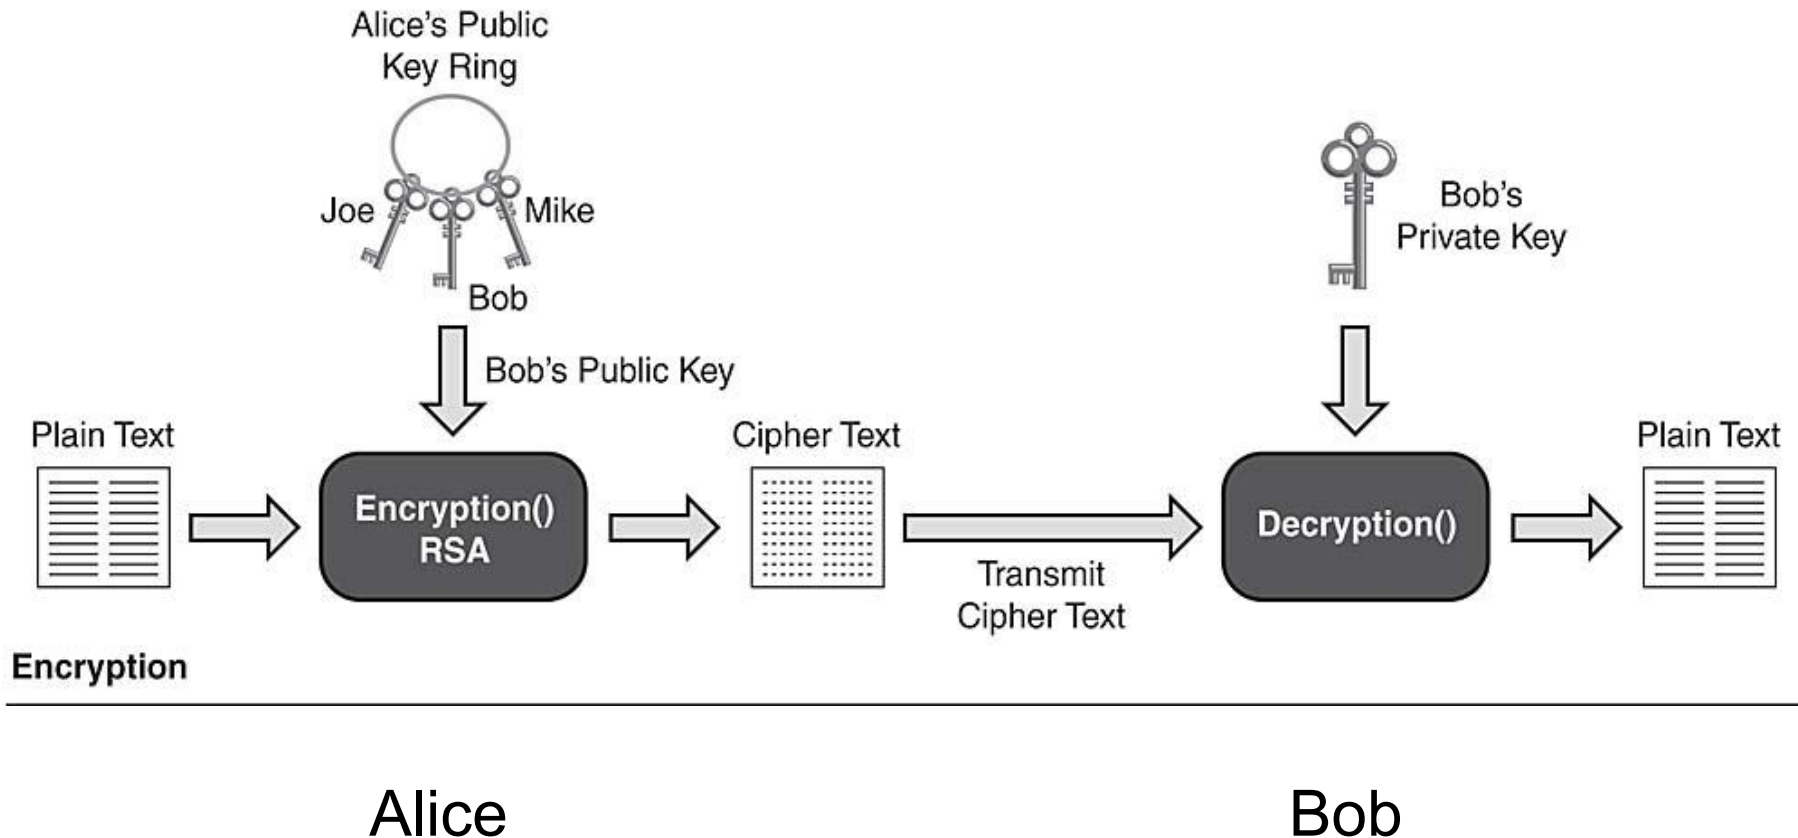 Alice’s Public
Key Ring
Joe
Mike
Bob
Bob’s
Private Key
Bob’s Public Key
Plain Text
Cipher Text
Plain Text
Encryption()
RSA
Decryption()
Transmit
Cipher Text
Encryption
Alice
Bob